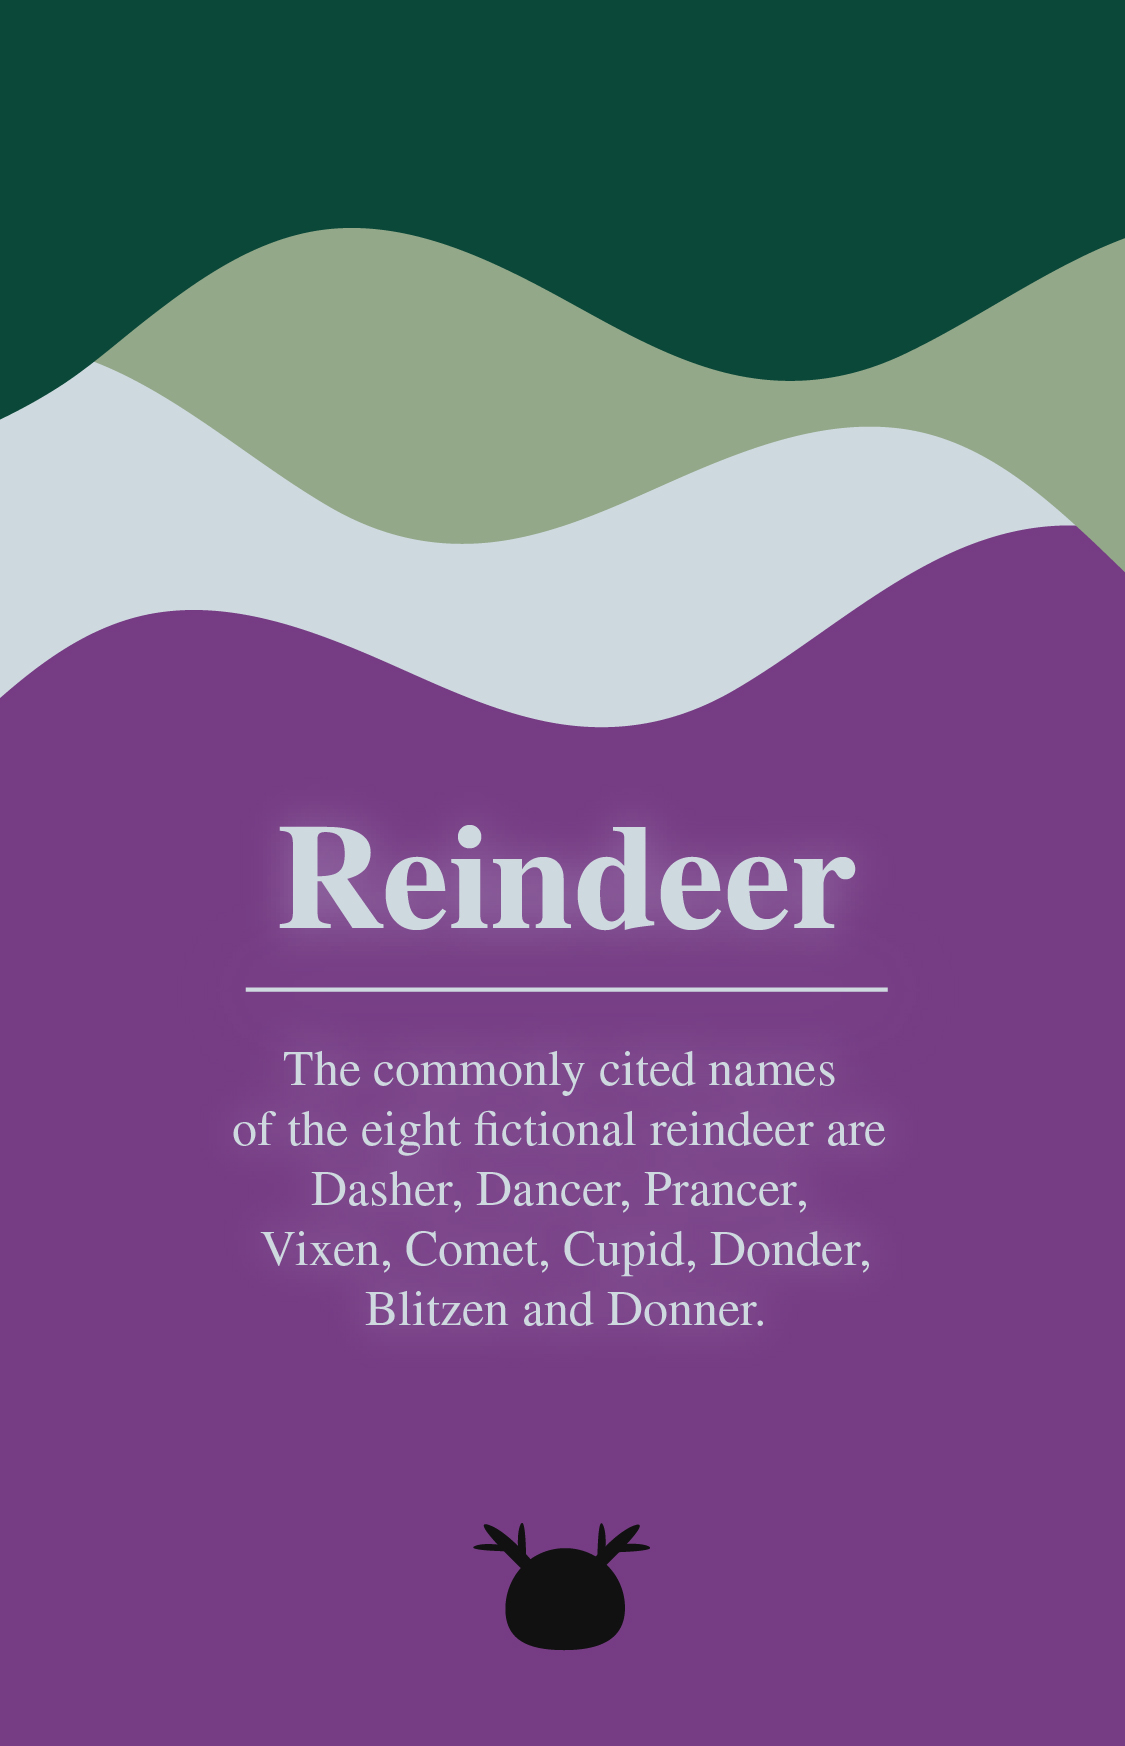 Reindeer
The commonly cited names
of the eight fictional reindeer are
Dasher, Dancer, Prancer,
Vixen, Comet, Cupid, Donder,
Blitzen and Donner.